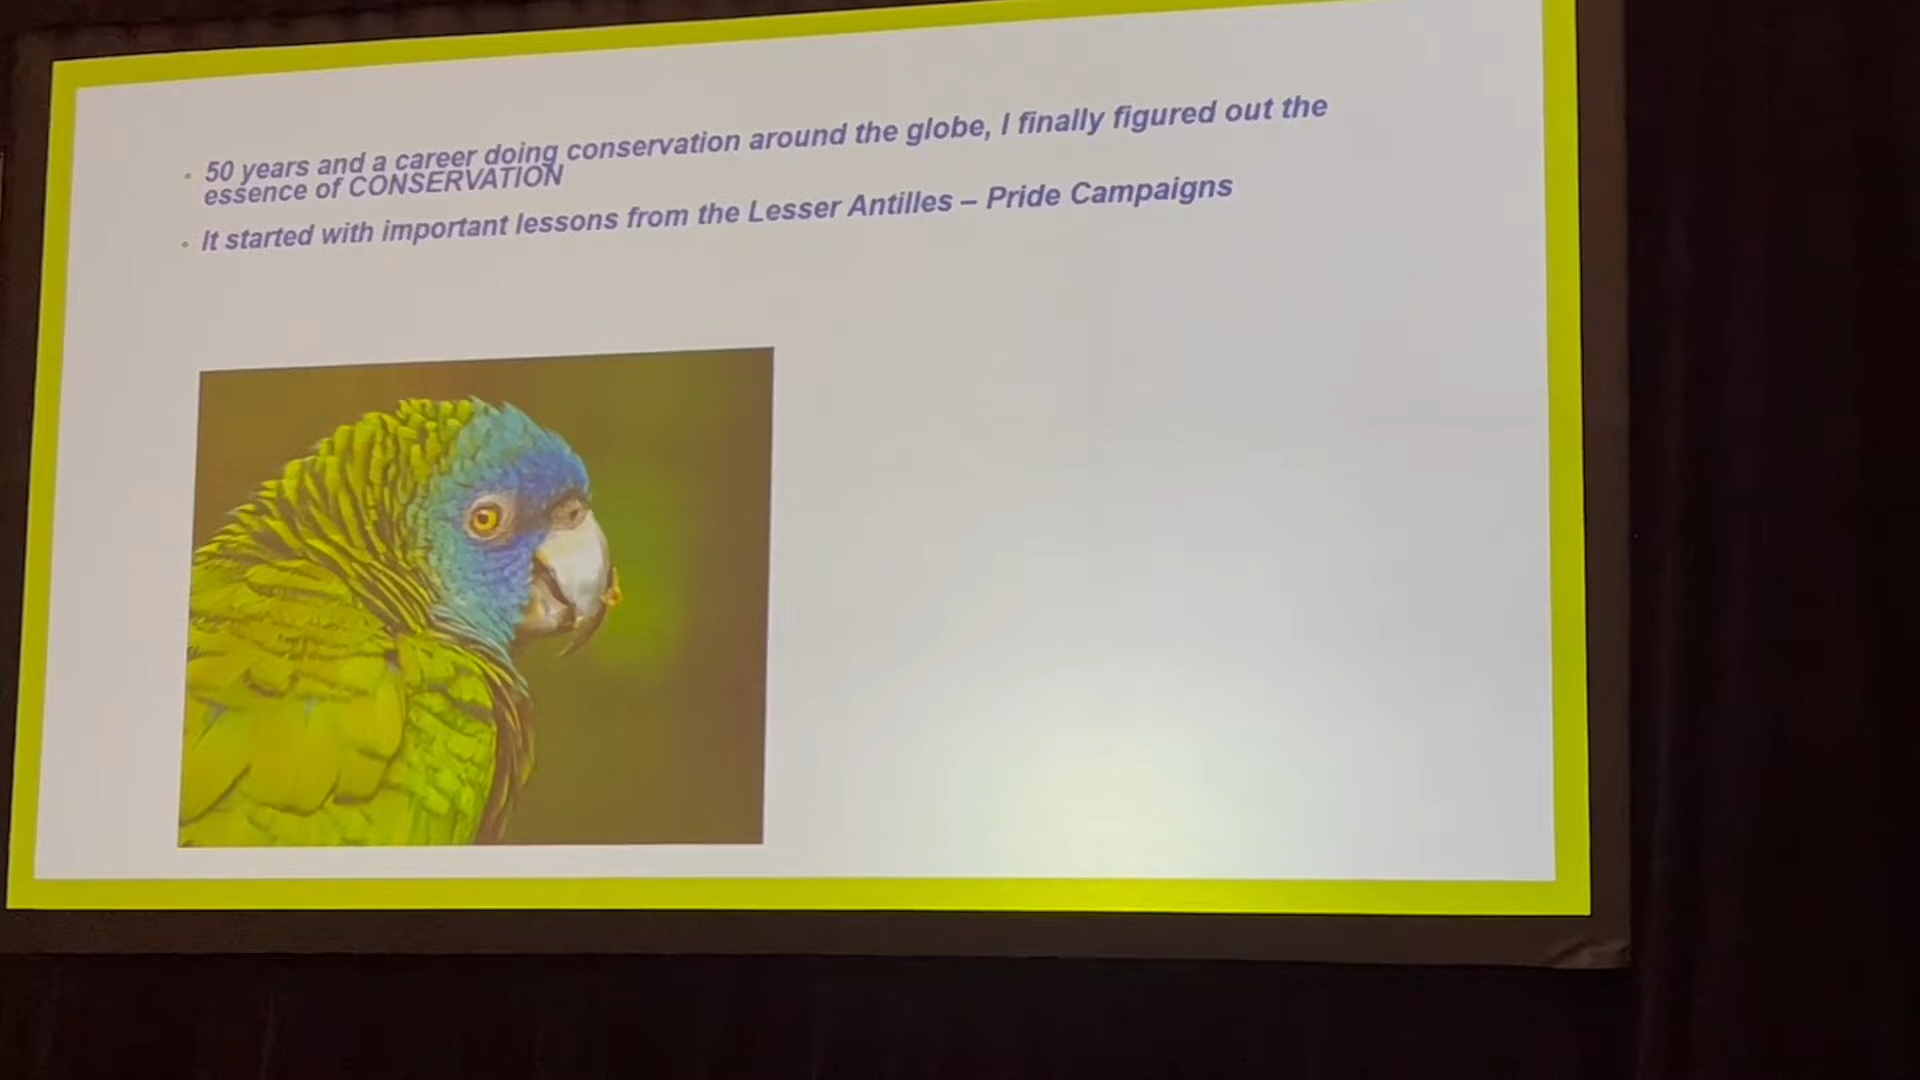 50 years and a career doing conservation around the globe, I finally figured out the
essence of CONSERVATION
It started with important lessons from the Lesser Antilles – Pride Campaigns